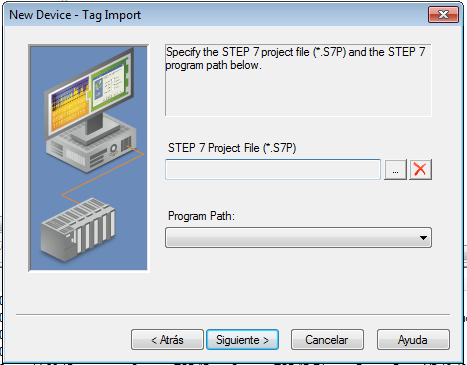 New Device - Tag Import
Specify the STEP 7 project file (*.S7P) and the STEP 7
program path below.
STEP 7 Project File (*.S7P)
...
Program Path:
< Atrás
Siguiente >
Cancelar
Ayuda